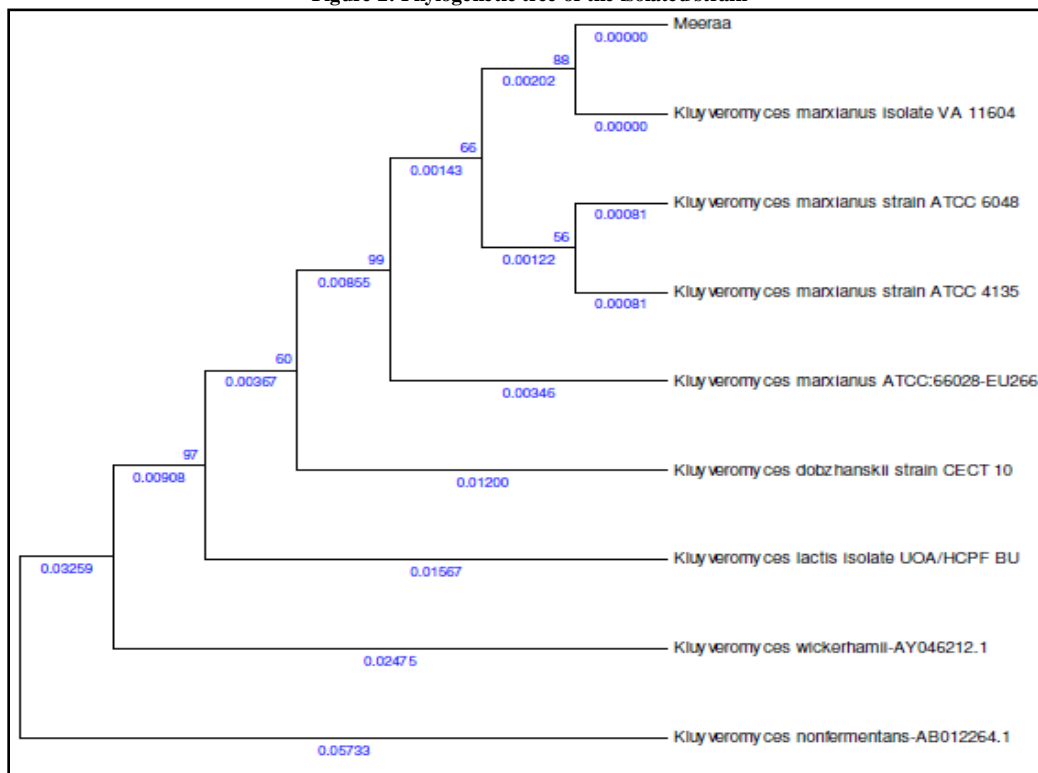 Figure 2: Phylogenetic tree of the isolated strain
Meeraa
0.00000
88
0.00202
Kluyveromyces marxianus isolate VA 11604
0.00000
66
0.00143
Kluyveromyces marxianus strain ATCC 6048
0.00081
56
0.00122
99
0.00855
Kluyveromyces marxianus strain ATCC 4135
0.00081
60
0.00367
Kluyveromyces marxianus ATCC:66028-EU266
0.00346
97
0.00908
Kluyveromyces dobzhanskii strain CECT 10
0.01200
Kluyveromyces lactis isolate UOA/HCPF BU
0.01567
0.03259
Kluyveromyces wickerhamii-AY046212.1
0.02475
Kluyveromyces nonfermentans-AB012264.1
0.05733